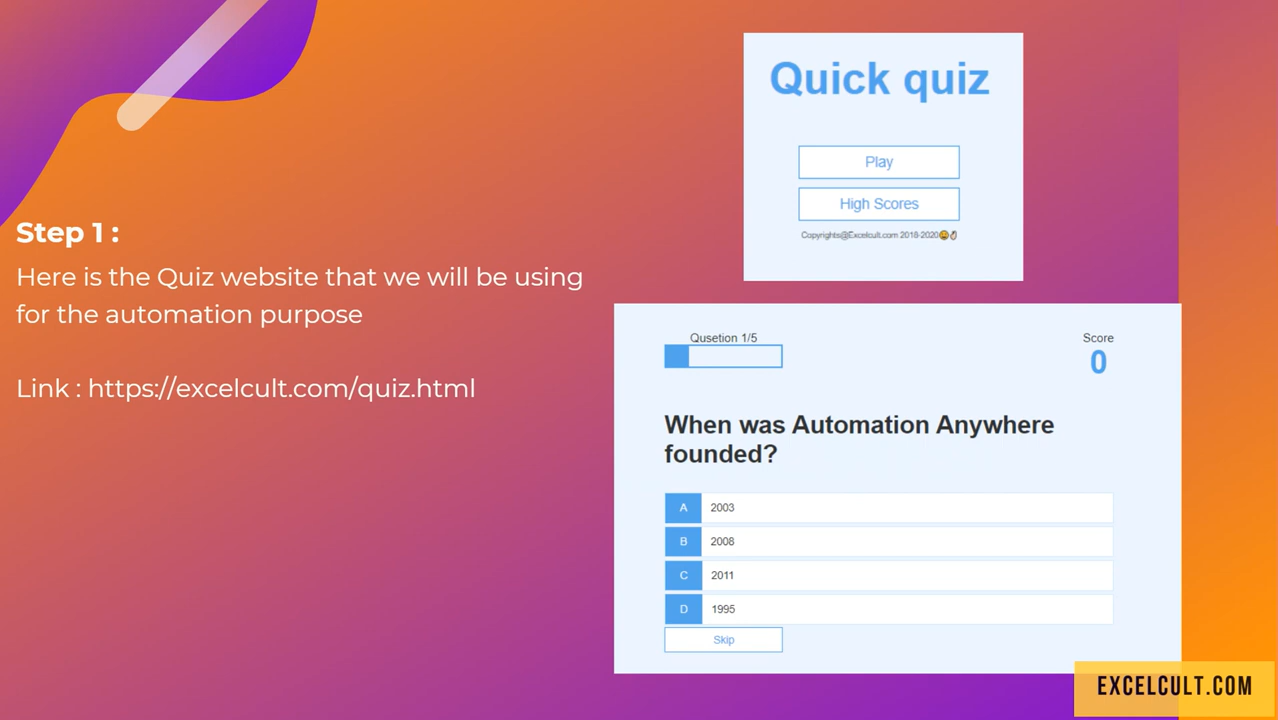 Step 1 :
Here is the Quiz website that we will be using
for the automation purpose
Link : https://excelcult.com/quiz.html
Quick quiz
Play
High Scores
Copyrights@Excelcult.com 2018-2020😀✌
Qusetion 1/5
Score
0
When was Automation Anywhere
founded?
A 2003
B 2008
C 2011
D 1995
Skip
EXCELCULT.COM